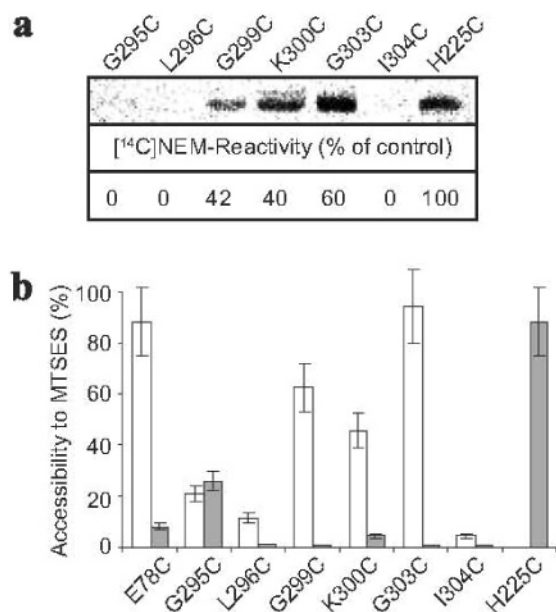 a
G295C L296C G299C K300C G303C I304C H225C
[¹⁴C]NEM-Reactivity (% of control)
0 0 42 40 60 0 100
b
Accessibility to MTSES (%)
100
80
60
40
20
0
E78C G295C L296C G299C K300C G303C I304C H225C